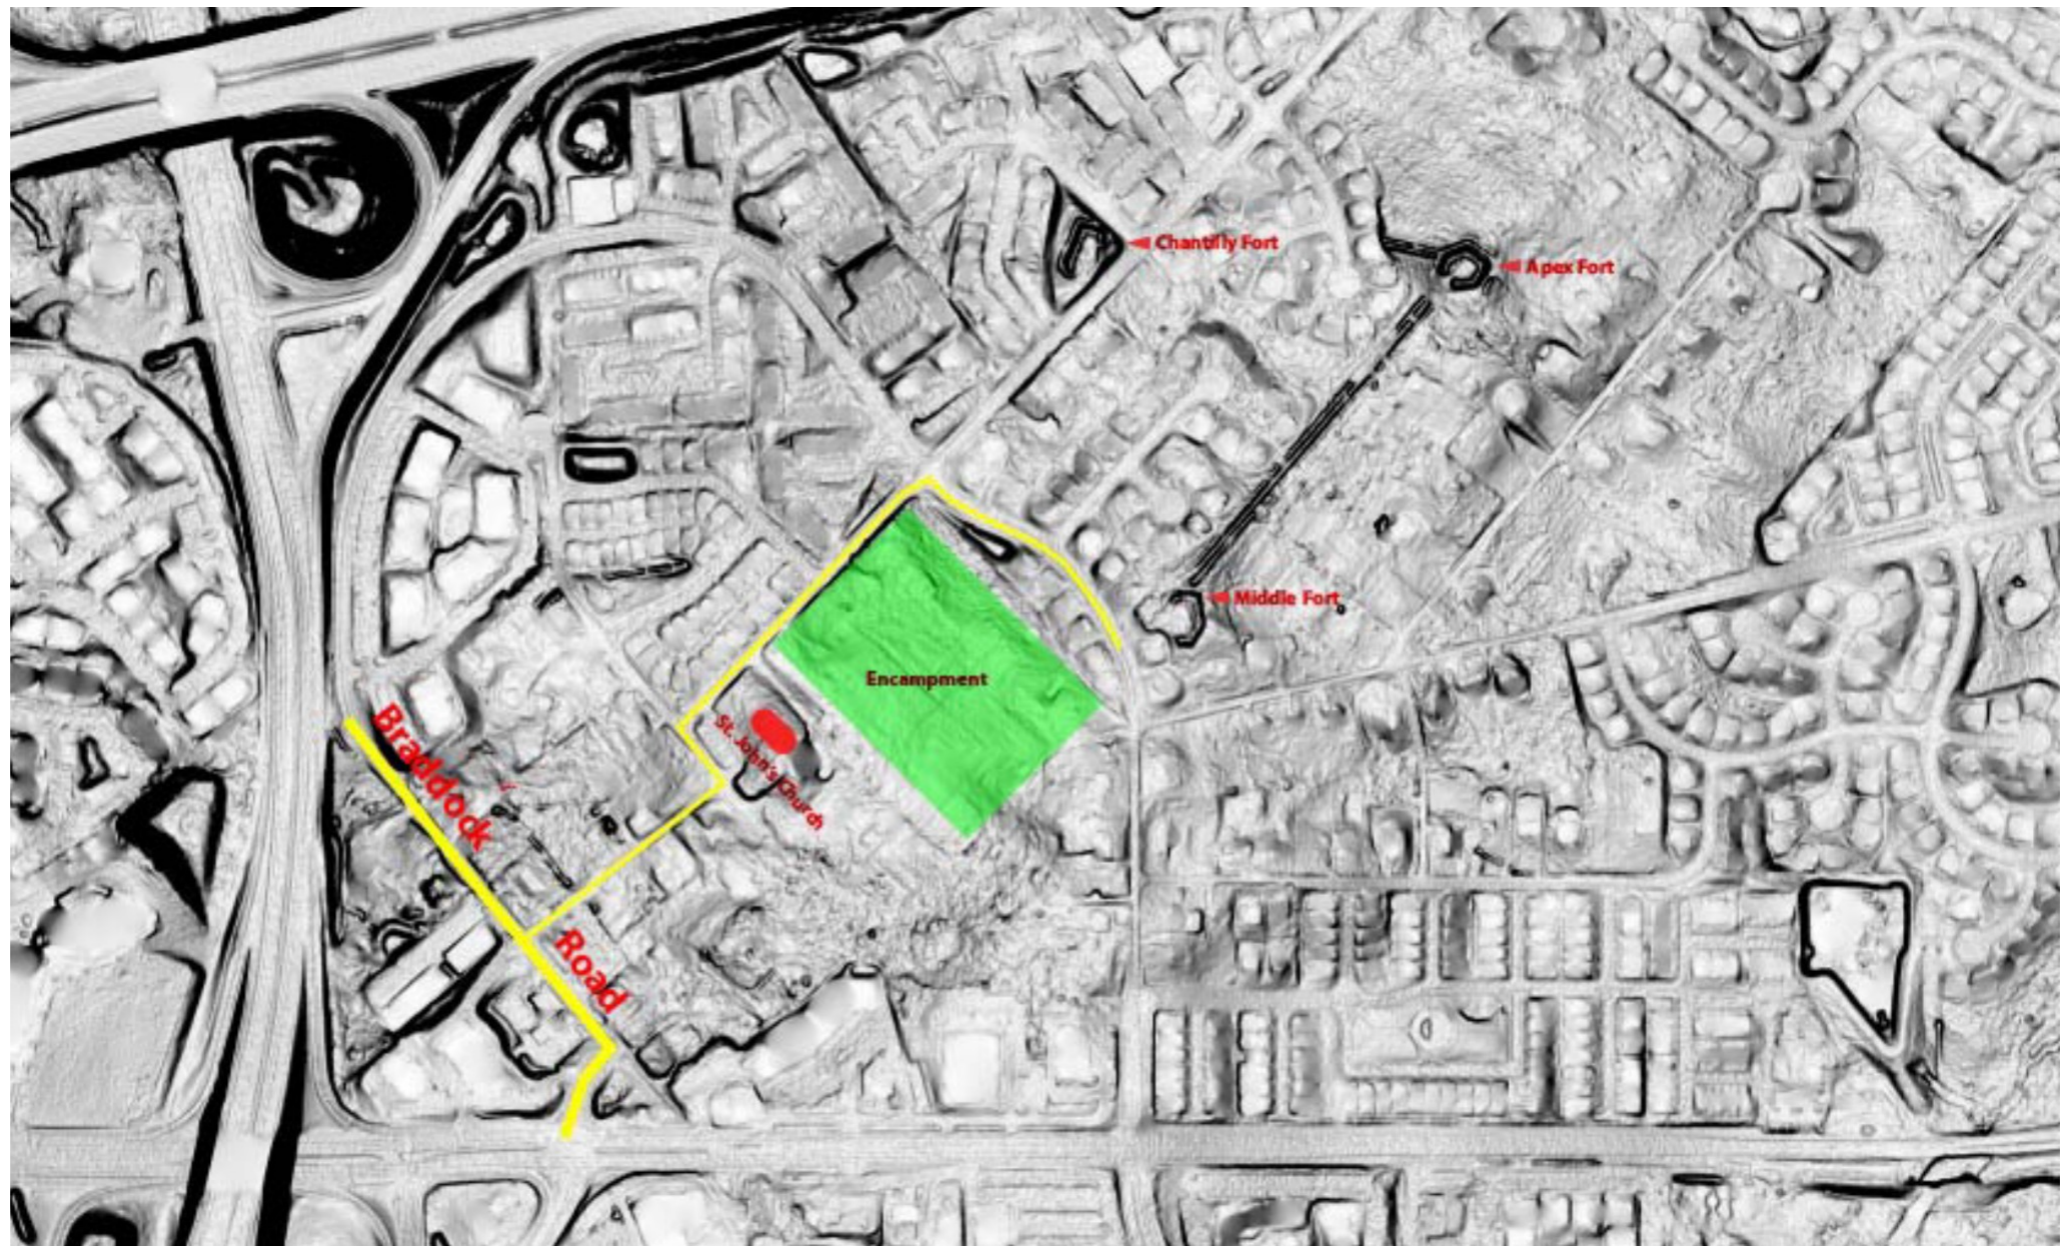 Chantilly Fort
Apex Fort
Middle Fort
Encampment
St. John's Church
Braddock
Road